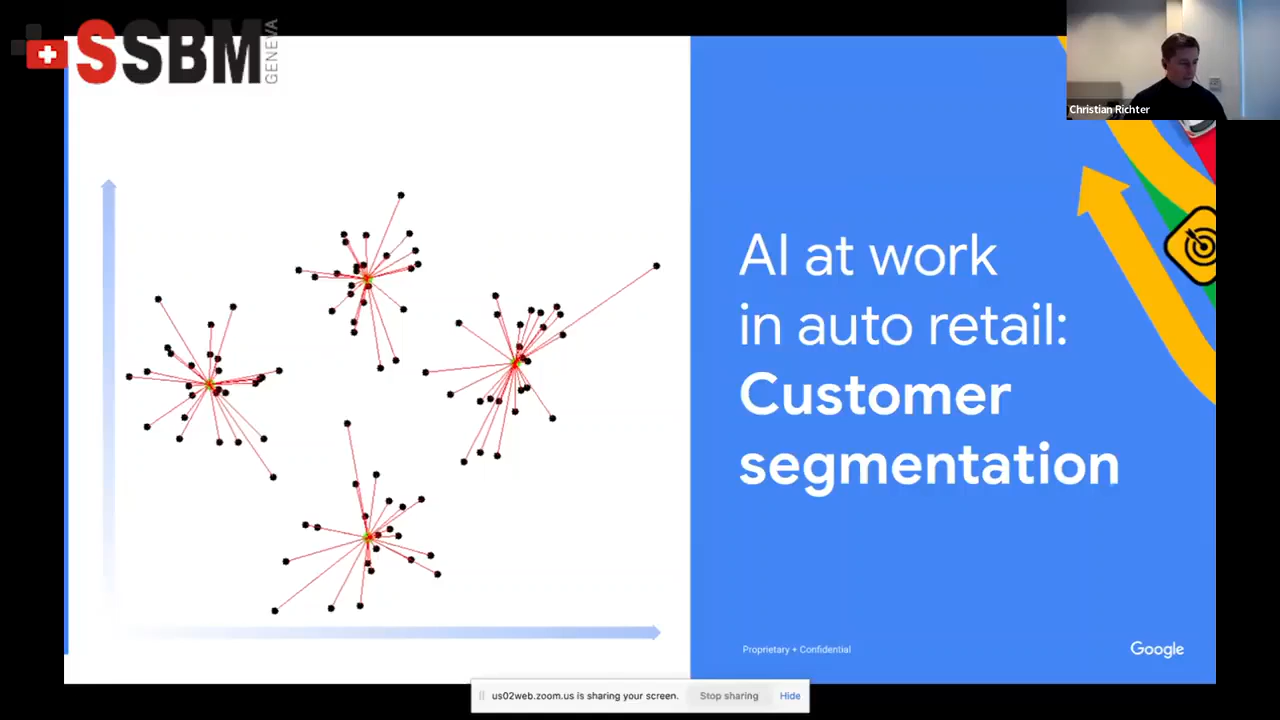 SSBM
GENEVA
Christian Richter
AI at work
in auto retail:
Customer
segmentation
Proprietary + Confidential
Google
us02web.zoom.us is sharing your screen.
Stop sharing
Hide